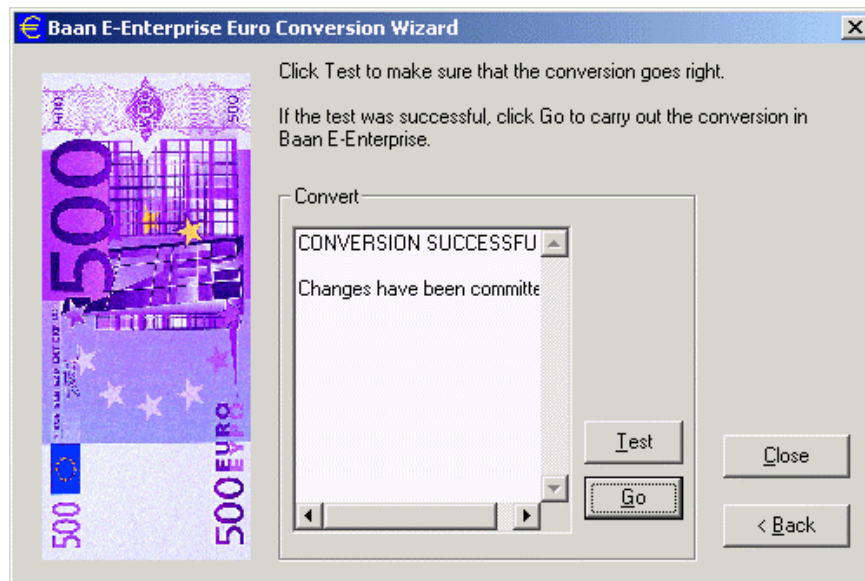 Baan E-Enterprise Euro Conversion Wizard
Click Test to make sure that the conversion goes right.
If the test was successful, click Go to carry out the conversion in
Baan E-Enterprise.
Convert
CONVERSION SUCCESSFU
Changes have been committe
Test
Go
Close
< Back
500
500
500
500
500 EURO
ΕΥΡΩ